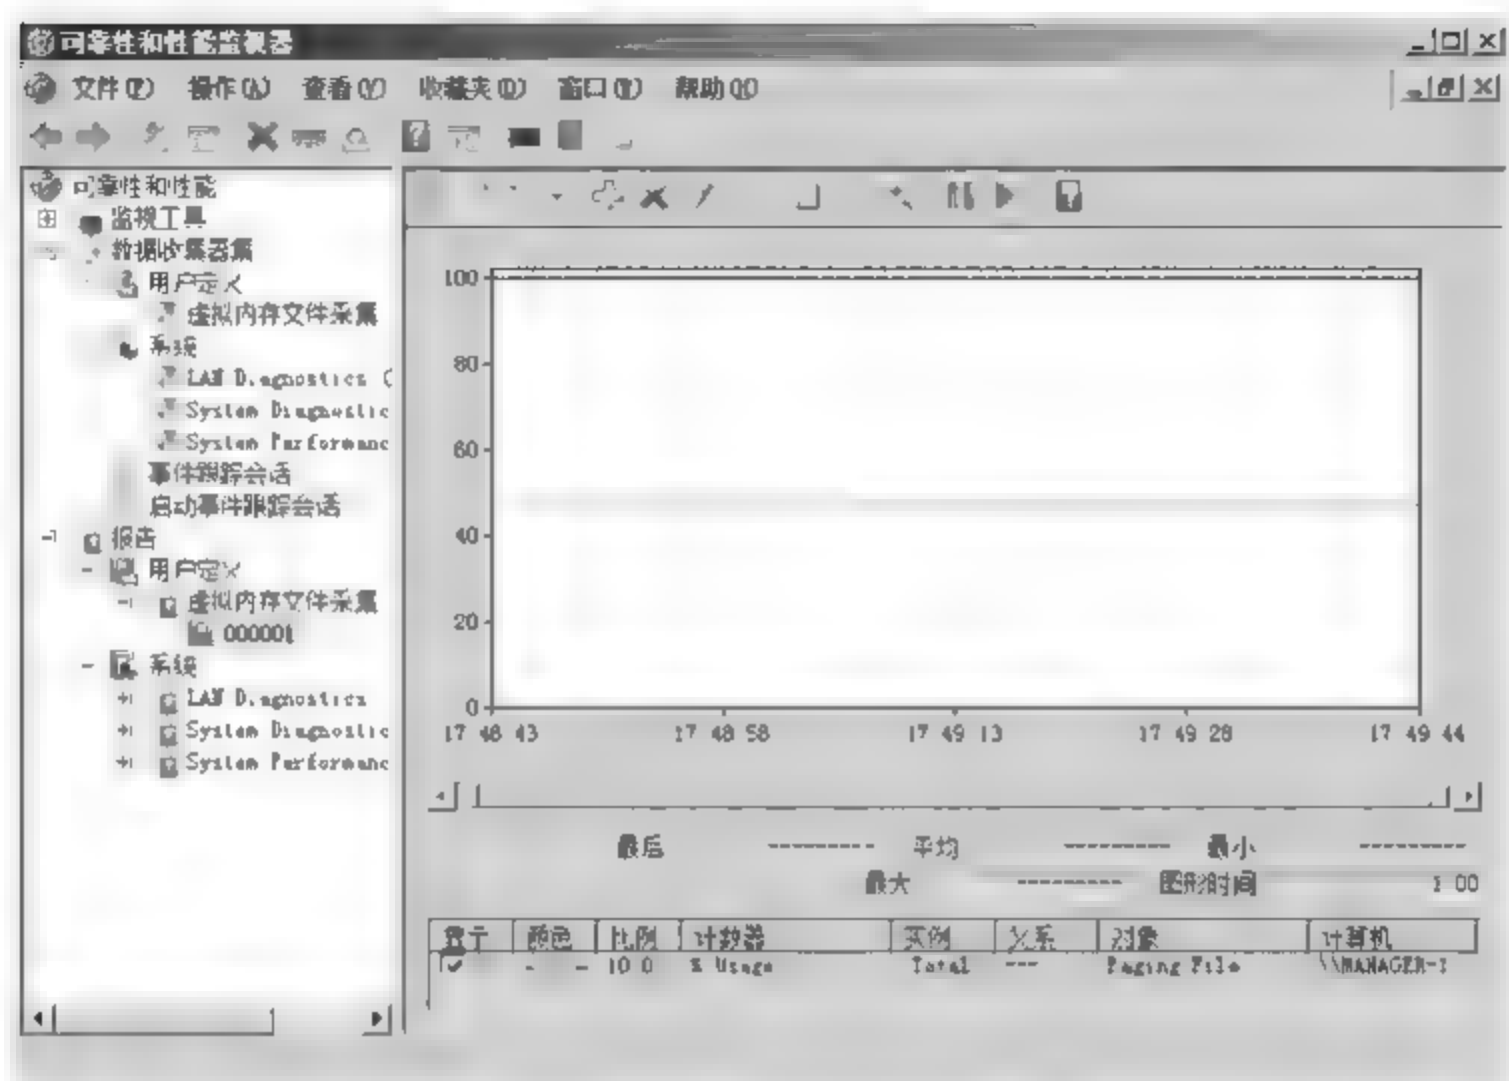 可靠性和性能监视器
文件(F) 操作(A) 查看(V) 收藏夹(O) 窗口(W) 帮助(H)
可靠性和性能
监视工具
数据收集器集
用户定义
虚拟内存文件采集
系统
LAN Diagnostics (
System Diagnostic
System Performanc
事件跟踪会话
启动事件跟踪会话
报告
用户定义
虚拟内存文件采集
000001
系统
LAN Diagnostics
System Diagnostic
System Performanc
100
80
60
40
20
0
17 48 43 17 48 58 17 49 13 17 49 28 17 49 44
最后 --------- 平均 --------- 最小 ---------
最大 --------- 图形时间 1 00
显示 颜色 比例 计数器 实例 父系 对象 计算机
10 0 % Usage _Total --- Paging File \\MANAGER-1